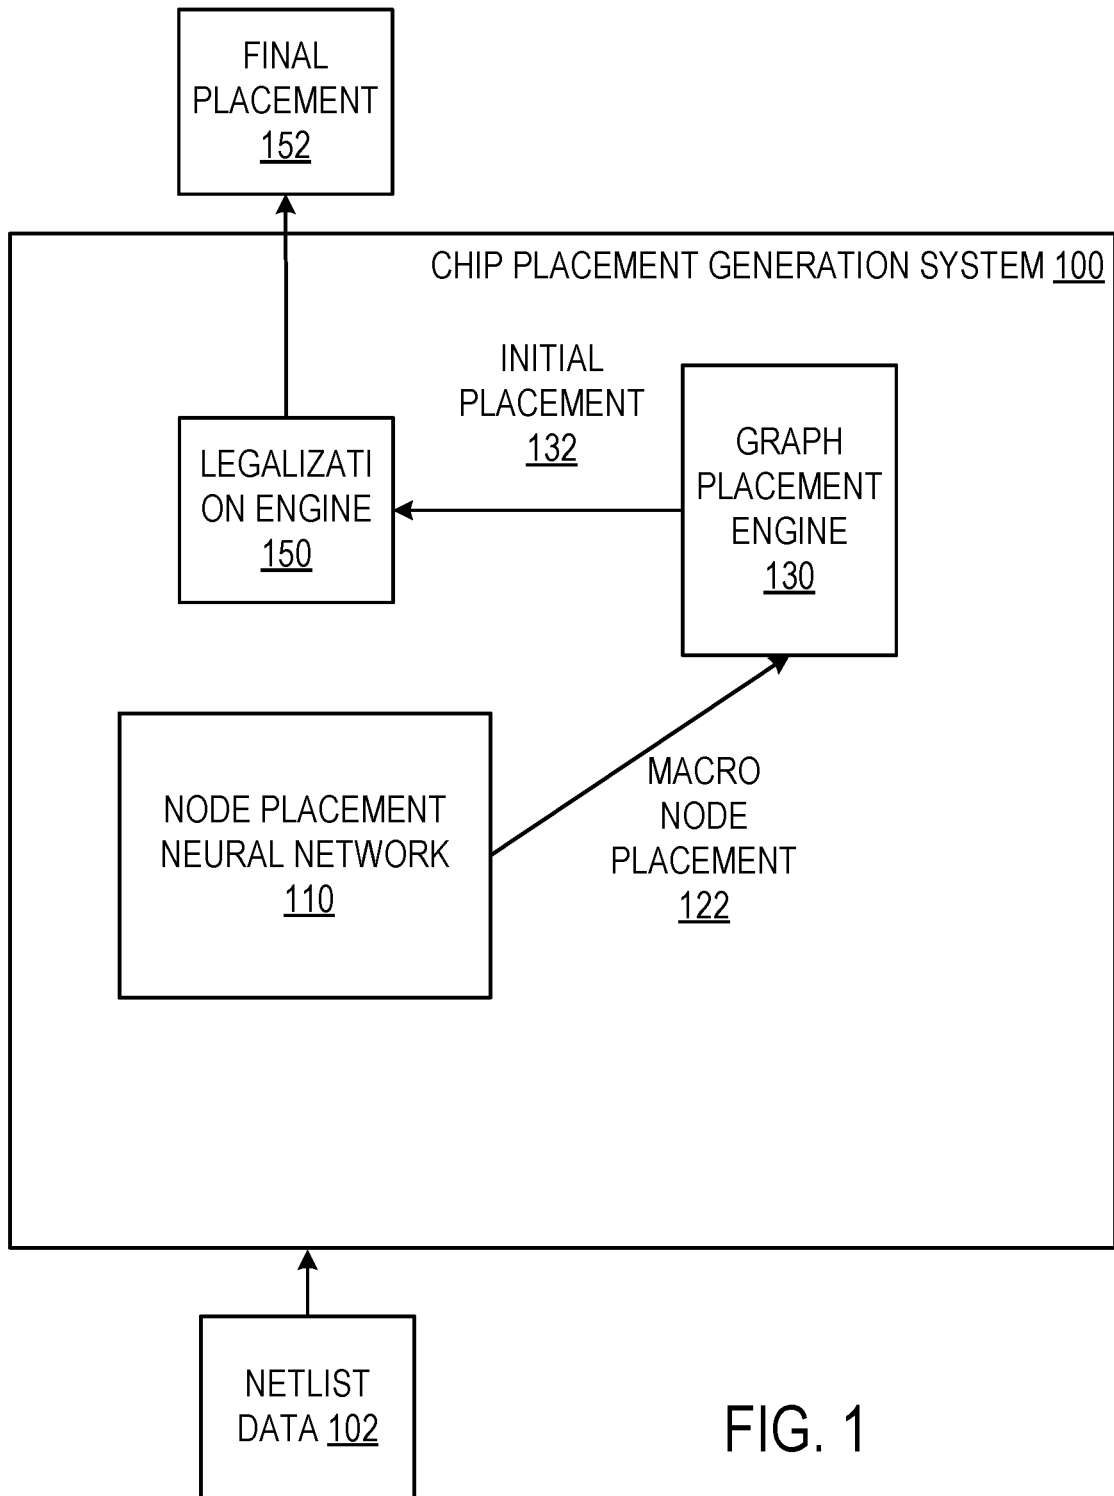 FINAL
PLACEMENT
152
CHIP PLACEMENT GENERATION SYSTEM 100
INITIAL
PLACEMENT
132
GRAPH
PLACEMENT
ENGINE
130
LEGALIZATI
ON ENGINE
150
NODE PLACEMENT
NEURAL NETWORK
110
MACRO
NODE
PLACEMENT
122
NETLIST
DATA 102
FIG. 1